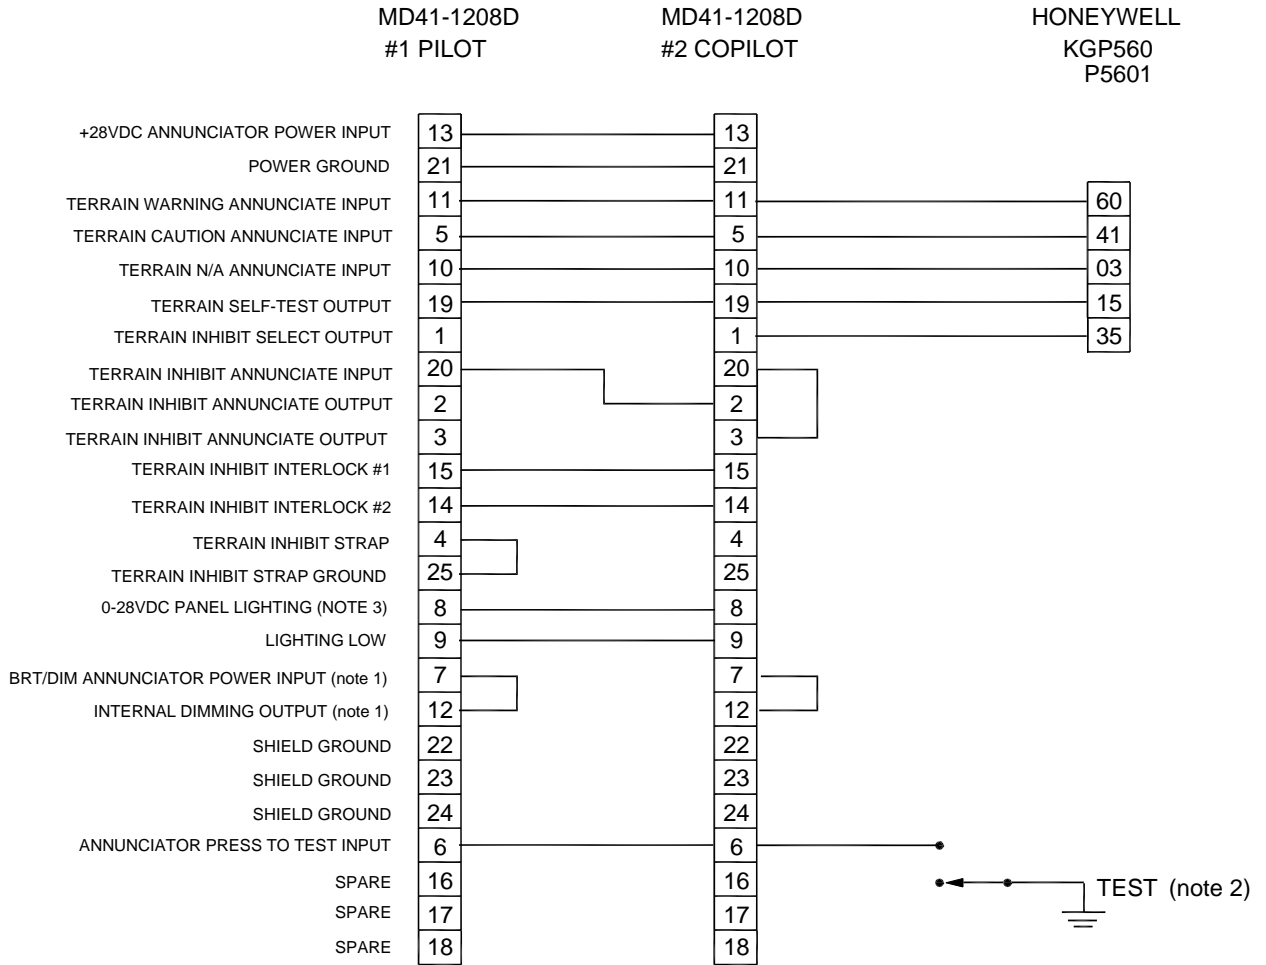 MD41-1208D MD41-1208D HONEYWELL
#1 PILOT #2 COPILOT KGP560
P5601
+28VDC ANNUNCIATOR POWER INPUT 13 13
POWER GROUND 21 21
TERRAIN WARNING ANNUNCIATE INPUT 11 11 60
TERRAIN CAUTION ANNUNCIATE INPUT 5 5 41
TERRAIN N/A ANNUNCIATE INPUT 10 10 03
TERRAIN SELF-TEST OUTPUT 19 19 15
TERRAIN INHIBIT SELECT OUTPUT 1 1 35
TERRAIN INHIBIT ANNUNCIATE INPUT 20 20
TERRAIN INHIBIT ANNUNCIATE OUTPUT 2 2
TERRAIN INHIBIT ANNUNCIATE OUTPUT 3 3
TERRAIN INHIBIT INTERLOCK #1 15 15
TERRAIN INHIBIT INTERLOCK #2 14 14
TERRAIN INHIBIT STRAP 4 4
TERRAIN INHIBIT STRAP GROUND 25 25
0-28VDC PANEL LIGHTING (NOTE 3) 8 8
LIGHTING LOW 9 9
BRT/DIM ANNUNCIATOR POWER INPUT (note 1) 7 7
INTERNAL DIMMING OUTPUT (note 1) 12 12
SHIELD GROUND 22 22
SHIELD GROUND 23 23
SHIELD GROUND 24 24
ANNUNCIATOR PRESS TO TEST INPUT 6 6
SPARE 16 16 TEST (note 2)
SPARE 17 17
SPARE 18 18